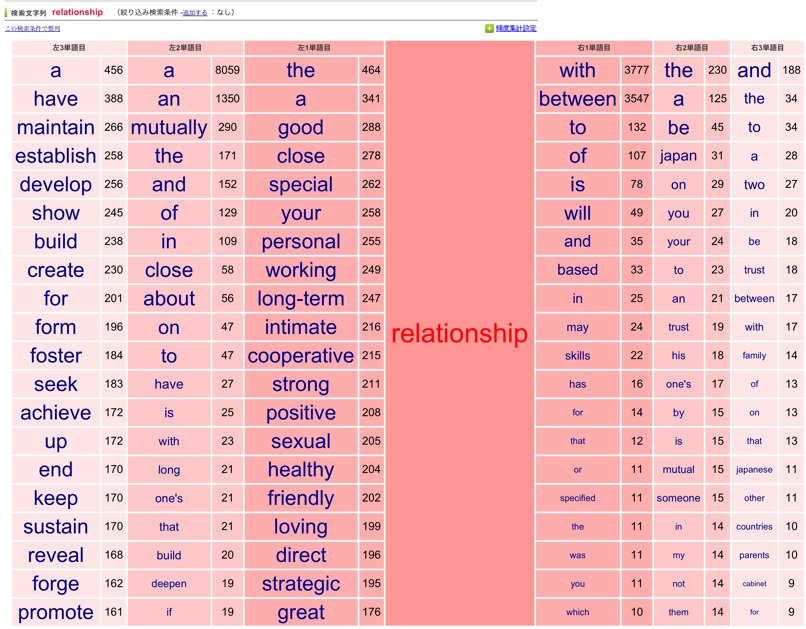 検索文字列 relationship （絞り込み検索条件 -追加する ：なし）
この検索条件で整列 頻度集計設定
左3単語目 左2単語目 左1単語目 右1単語目 右2単語目 右3単語目
a 456 a 8059 the 464 with 3777 the 230 and 188
have 388 an 1350 a 341 between 3547 a 125 the 34
maintain 266 mutually 290 good 288 to 132 be 45 to 34
establish 258 the 171 close 278 of 107 japan 31 a 28
develop 256 and 152 special 262 is 78 on 29 two 27
show 245 of 129 your 258 will 49 you 27 in 20
build 238 in 109 personal 255 and 35 your 24 be 18
create 230 close 58 working 249 based 33 to 23 trust 18
for 201 about 56 long-term 247 in 25 an 21 between 17
form 196 on 47 intimate 216 relationship may 24 trust 19 with 17
foster 184 to 47 cooperative 215 skills 22 his 18 family 14
seek 183 have 27 strong 211 has 16 one's 17 of 13
achieve 172 is 25 positive 208 for 14 by 15 on 13
up 172 with 23 sexual 205 that 12 is 15 that 13
end 170 long 21 healthy 204 or 11 mutual 15 japanese 11
keep 170 one's 21 friendly 202 specified 11 someone 15 other 11
sustain 170 that 21 loving 199 the 11 in 14 countries 10
reveal 168 build 20 direct 196 was 11 my 14 parents 10
forge 162 deepen 19 strategic 195 you 11 not 14 cabinet 9
promote 161 if 19 great 176 which 10 them 14 for 9